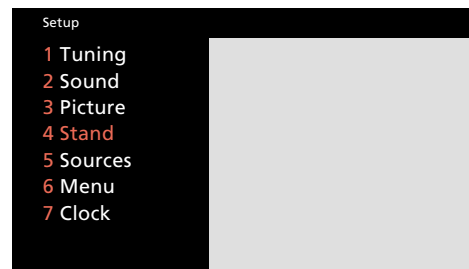 Setup
1 Tuning
2 Sound
3 Picture
4 Stand
5 Sources
6 Menu
7 Clock